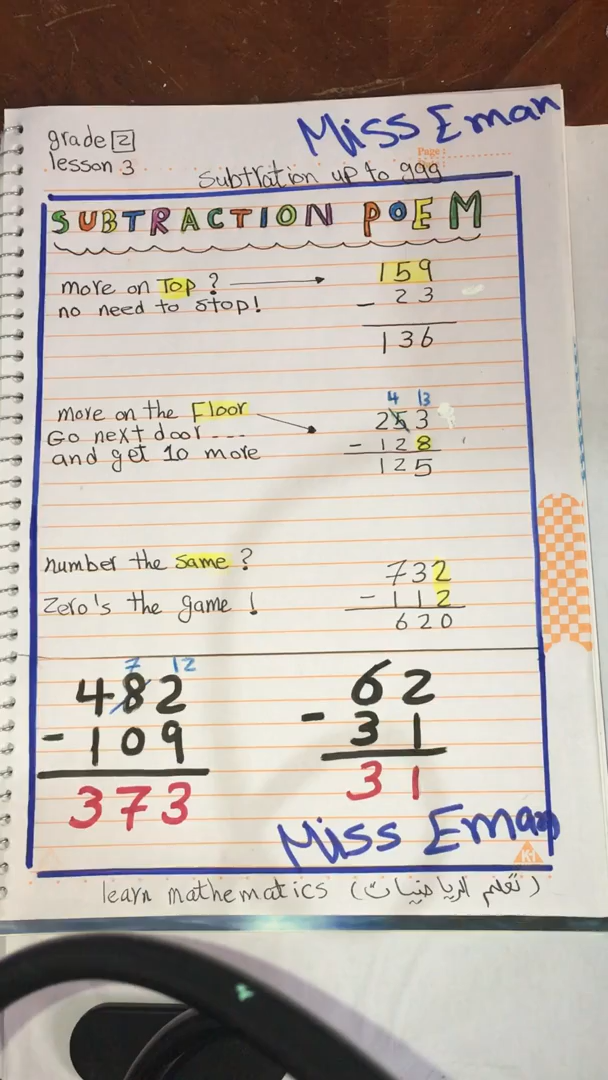 Miss Eman
grade 2
lesson 3
Page:
subtration up to 999
SUBTRACTION POEM
more on Top ?
no need to stop!
159
- 23
136
more on the Floor
Go next door ----
and get 10 more
4 13
253
- 128
125
number the same ?
Zero's the game !
732
- 112
620
7 12
482
- 109
373
62
- 31
31
Miss Eman
learn mathematics (تعلم الرياضيات)